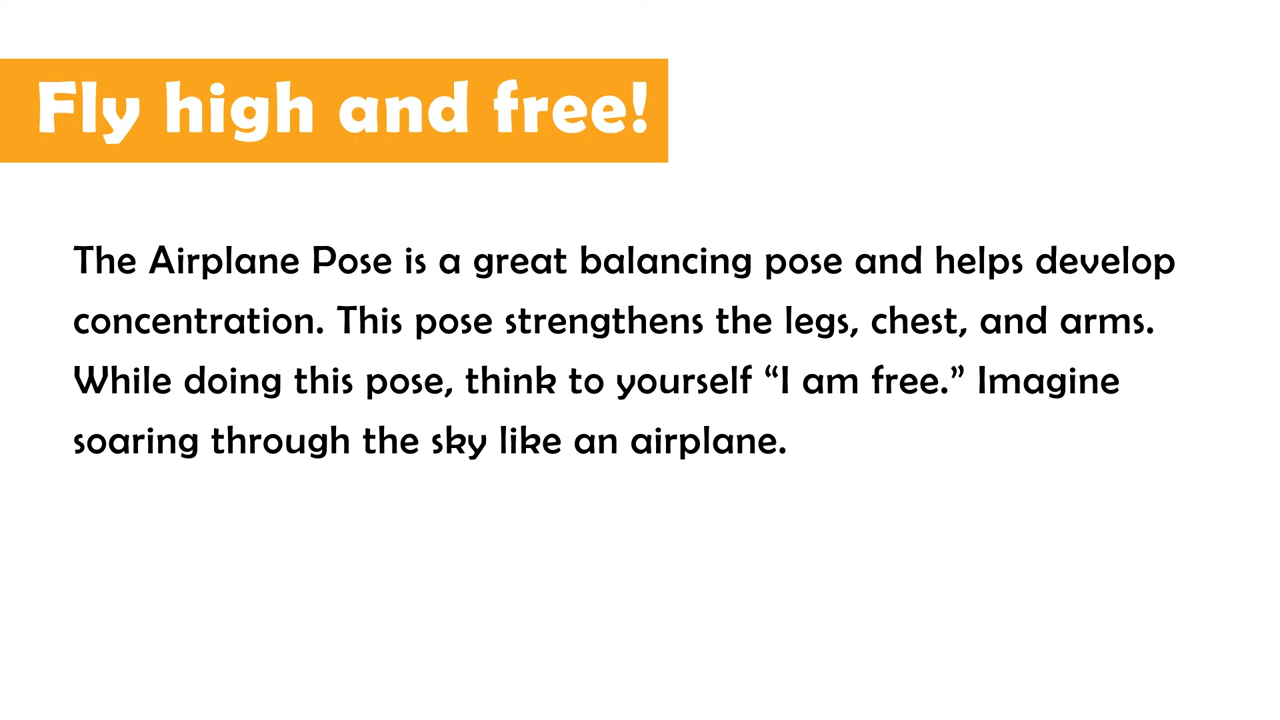 Fly high and free!
The Airplane Pose is a great balancing pose and helps develop
concentration. This pose strengthens the legs, chest, and arms.
While doing this pose, think to yourself “I am free.” Imagine
soaring through the sky like an airplane.